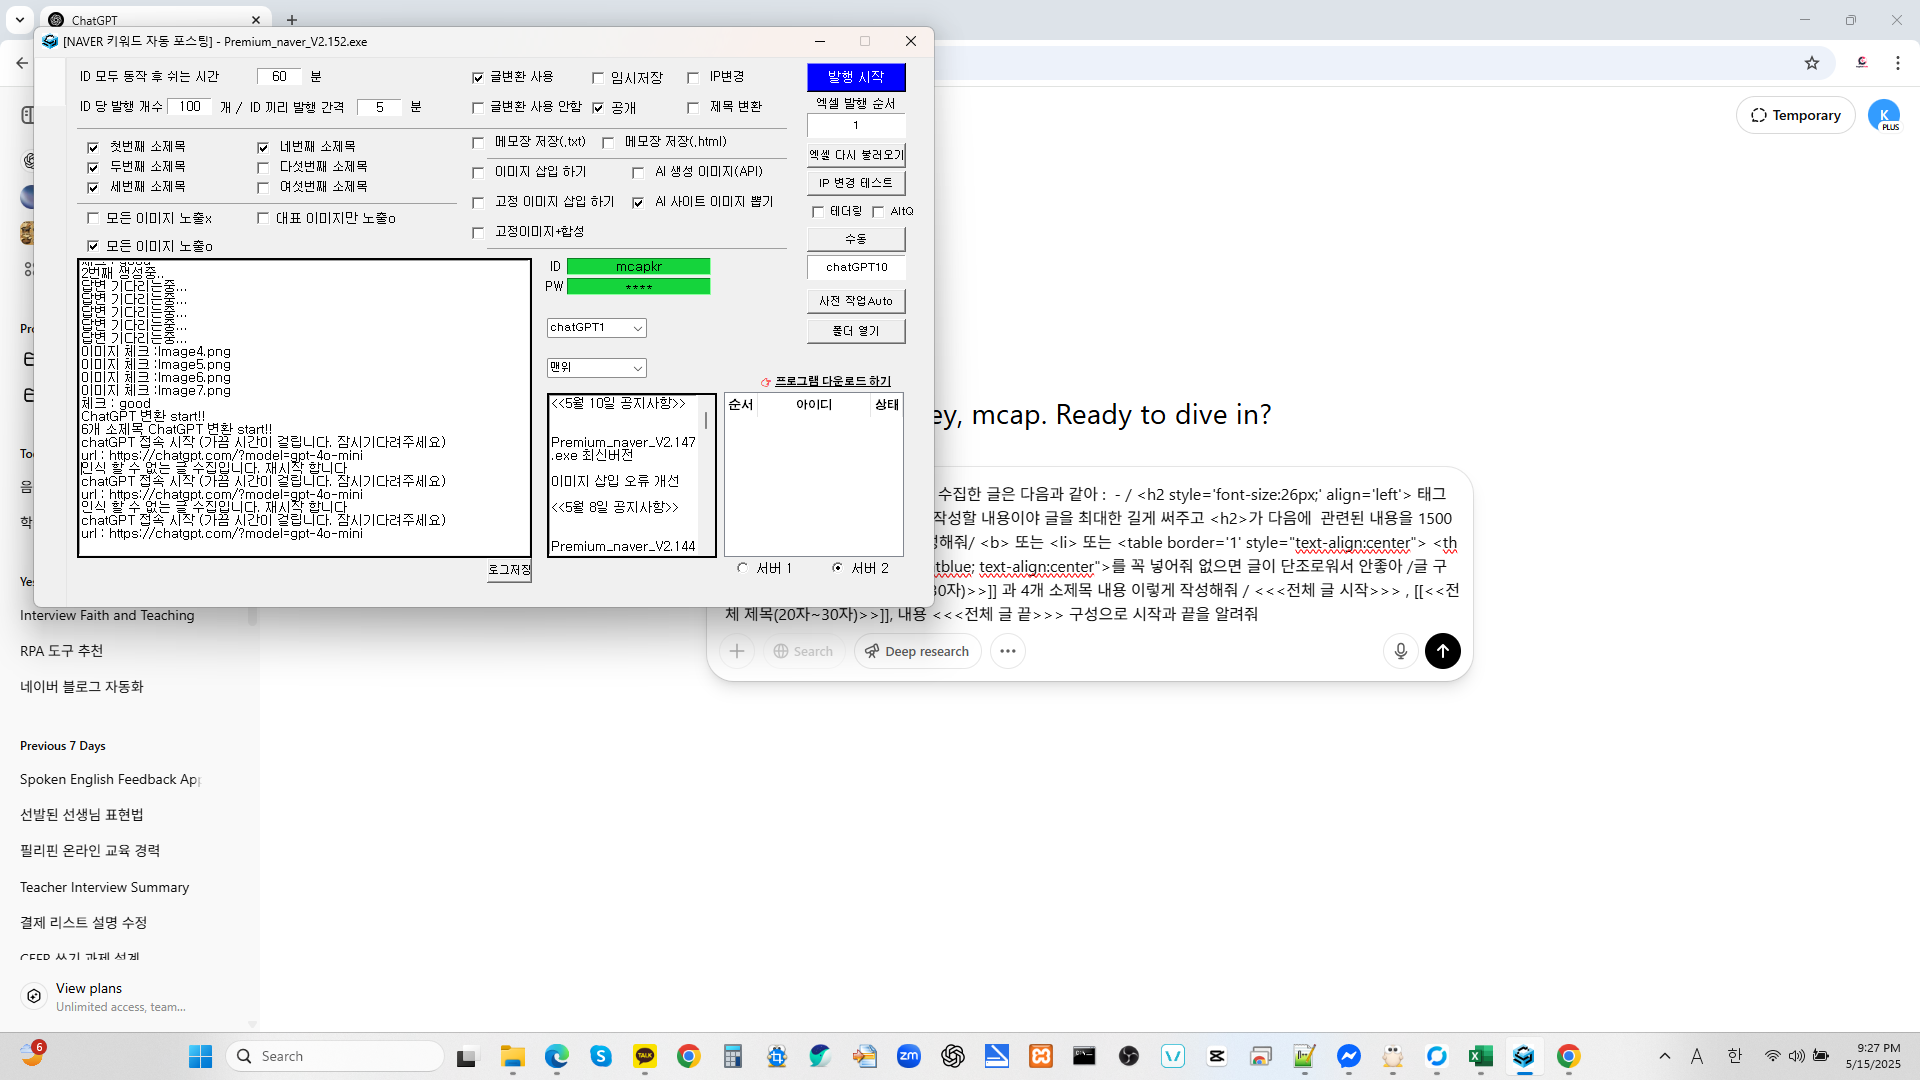 ChatGPT
[NAVER 키워드 자동 포스팅] - Premium_naver_V2.152.exe
ID 모두 동작 후 쉬는 시간 60 분
ID 당 발행 개수 100 개 / ID 끼리 발행 간격 5 분
글변환 사용 임시저장 IP변경
글변환 사용 안함 공개 제목 변환
첫번째 소제목 네번째 소제목
두번째 소제목 다섯번째 소제목
세번째 소제목 여섯번째 소제목
모든 이미지 노출x 대표 이미지만 노출o
모든 이미지 노출o
메모장 저장(.txt) 메모장 저장(.html)
이미지 삽입 하기 AI 생성 이미지(API)
고정 이미지 삽입 하기 AI 사이트 이미지 뽑기
고정이미지+합성
발행 시작
엑셀 발행 순서
1
엑셀 다시 불러오기
IP 변경 테스트
테더링 AltQ
수동
chatGPT10
사전 작업Auto
폴더 열기
체크 : good
2번째 생성중..
답변 기다리는중...
답변 기다리는중...
답변 기다리는중...
답변 기다리는중...
답변 기다리는중...
이미지 체크 :Image4.png
이미지 체크 :Image5.png
이미지 체크 :Image6.png
이미지 체크 :Image7.png
체크 : good
ChatGPT 변환 start!!
6개 소제목 ChatGPT 변환 start!!
chatGPT 접속 시작 (가끔 시간이 걸립니다. 잠시기다려주세요)
url : https://chatgpt.com/?model=gpt-4o-mini
인식 할 수 없는 글 수집입니다. 재시작 합니다
chatGPT 접속 시작 (가끔 시간이 걸립니다. 잠시기다려주세요)
url : https://chatgpt.com/?model=gpt-4o-mini
인식 할 수 없는 글 수집입니다. 재시작 합니다
chatGPT 접속 시작 (가끔 시간이 걸립니다. 잠시기다려주세요)
url : https://chatgpt.com/?model=gpt-4o-mini
로그저장
ID mcapkr
PW ****
chatGPT1
맨위
프로그램 다운로드 하기
<<5월 10일 공지사항>>
Premium_naver_V2.147
.exe 최신버전
이미지 삽입 오류 개선
<<5월 8일 공지사항>>
Premium_naver_V2.144
순서 아이디 상태
서버 1 서버 2
Temporary
K
PLUS
ey, mcap. Ready to dive in?
수집한 글은 다음과 같아 : - / <h2 style='font-size:26px;' align='left'> 태그
작성할 내용이야 글을 최대한 길게 써주고 <h2>가 다음에 관련된 내용을 1500
해줘/ <b> 또는 <li> 또는 <table border='1' style="text-align:center"> <th
tblue; text-align:center">를 꼭 넣어줘 없으면 글이 단조로워서 안좋아 /글 구
30자)>>]] 과 4개 소제목 내용 이렇게 작성해줘 / <<<전체 글 시작>>> , [[<<전
체 제목(20자~30자)>>]], 내용 <<<전체 글 끝>>> 구성으로 시작과 끝을 알려줘
Search
Deep research
Pro
To
음
학
Ye
Interview Faith and Teaching
RPA 도구 추천
네이버 블로그 자동화
Previous 7 Days
Spoken English Feedback App
선발된 선생님 표현법
필리핀 온라인 교육 경력
Teacher Interview Summary
결제 리스트 설명 수정
CEFR 쓰기 과제 설계
View plans
Unlimited access, team...
6
Search
TALK
zm
A
한
9:27 PM
5/15/2025